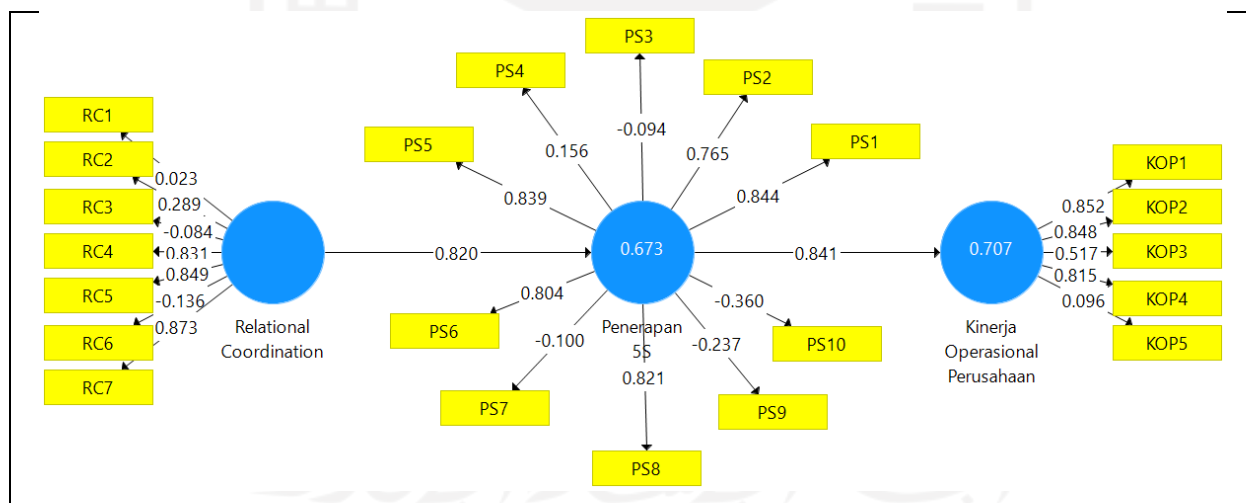 RC1
RC2
RC3
RC4
RC5
RC6
RC7
0.023
0.289
-0.084
0.831
0.849
-0.136
0.873
Relational
Coordination
0.820
PS3
PS4
PS2
PS5
PS1
-0.094
0.156
0.765
0.839
0.844
0.673
Penerapan
5S
PS6
0.804
-0.360
PS10
-0.100
-0.237
PS7
0.821
PS9
PS8
0.841
0.707
Kinerja
Operasional
Perusahaan
0.852
0.848
0.517
0.815
0.096
KOP1
KOP2
KOP3
KOP4
KOP5